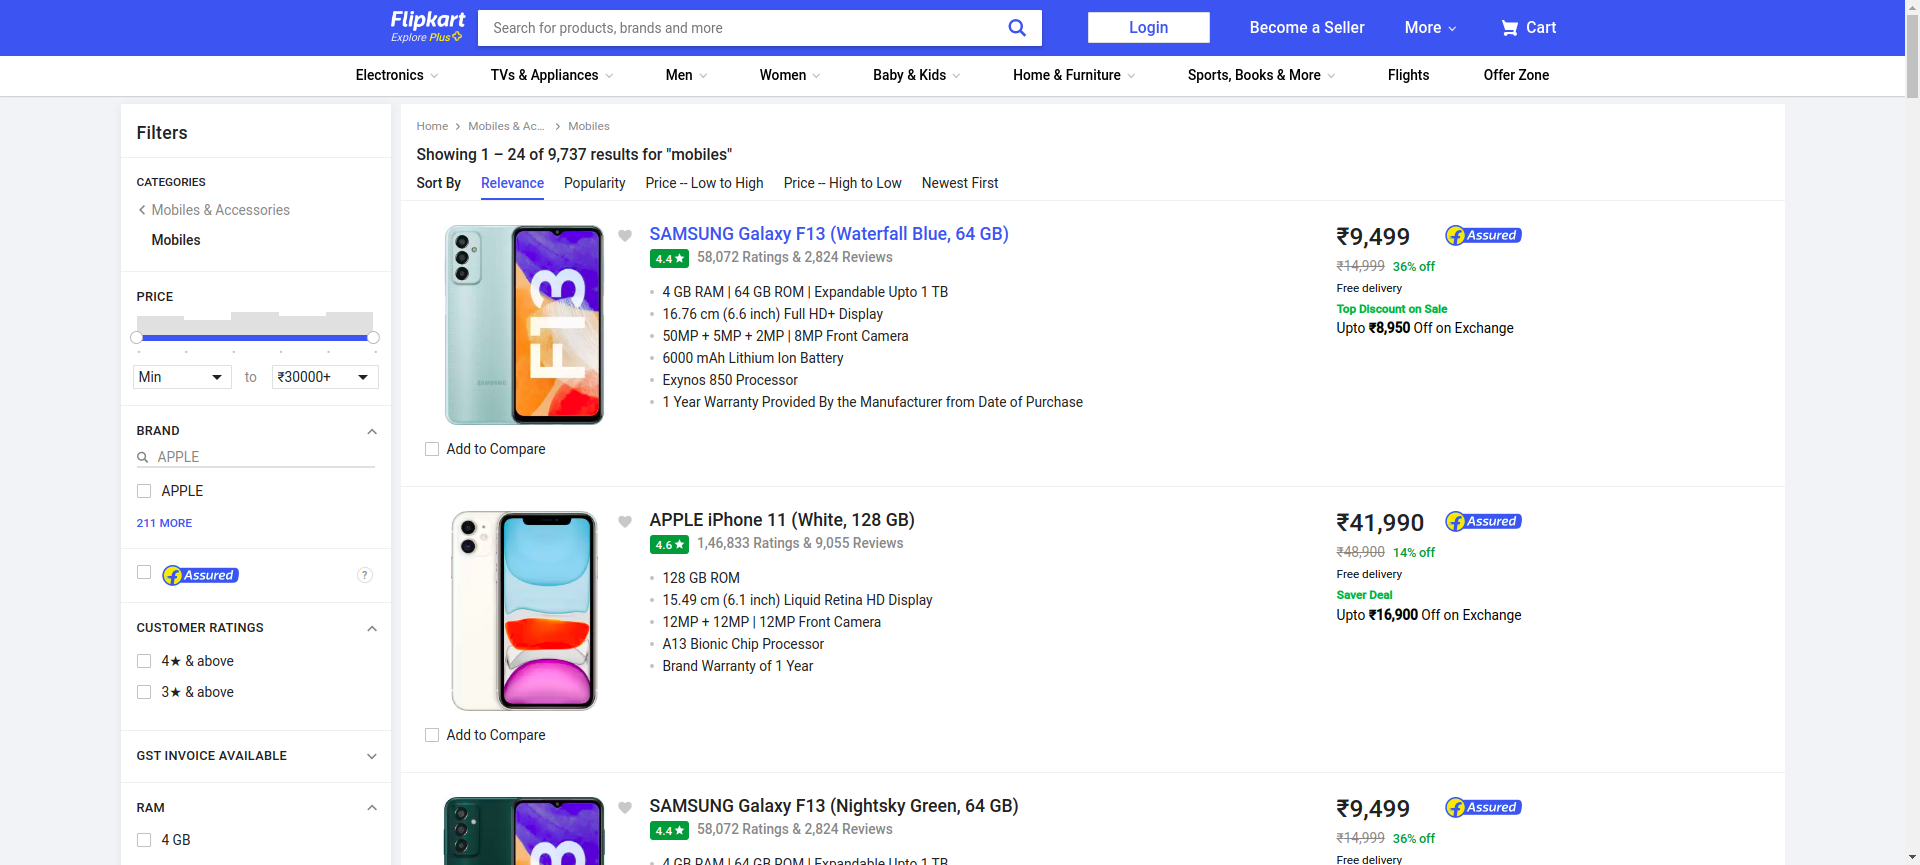 Flipkart
Explore Plus
Search for products, brands and more
Login
Become a Seller
More
Cart
Electronics
TVs & Appliances
Men
Women
Baby & Kids
Home & Furniture
Sports, Books & More
Flights
Offer Zone
Filters
CATEGORIES
Mobiles & Accessories
Mobiles
PRICE
Min
to
₹30000+
BRAND
APPLE
APPLE
211 MORE
Assured
?
CUSTOMER RATINGS
4★ & above
3★ & above
GST INVOICE AVAILABLE
RAM
4 GB
Home > Mobiles & Ac... > Mobiles
Showing 1 – 24 of 9,737 results for "mobiles"
Sort By Relevance Popularity Price -- Low to High Price -- High to Low Newest First
F13
SAMSUNG
Add to Compare
SAMSUNG Galaxy F13 (Waterfall Blue, 64 GB)
4.4★ 58,072 Ratings & 2,824 Reviews
4 GB RAM | 64 GB ROM | Expandable Upto 1 TB
16.76 cm (6.6 inch) Full HD+ Display
50MP + 5MP + 2MP | 8MP Front Camera
6000 mAh Lithium Ion Battery
Exynos 850 Processor
1 Year Warranty Provided By the Manufacturer from Date of Purchase
₹9,499
Assured
₹14,999 36% off
Free delivery
Top Discount on Sale
Upto ₹8,950 Off on Exchange
Add to Compare
APPLE iPhone 11 (White, 128 GB)
4.6★ 1,46,833 Ratings & 9,055 Reviews
128 GB ROM
15.49 cm (6.1 inch) Liquid Retina HD Display
12MP + 12MP | 12MP Front Camera
A13 Bionic Chip Processor
Brand Warranty of 1 Year
₹41,990
Assured
₹48,900 14% off
Free delivery
Saver Deal
Upto ₹16,900 Off on Exchange
SAMSUNG Galaxy F13 (Nightsky Green, 64 GB)
4.4★ 58,072 Ratings & 2,824 Reviews
4 GB RAM | 64 GB ROM | Expandable Upto 1 TB
₹9,499
Assured
₹14,999 36% off
Free delivery